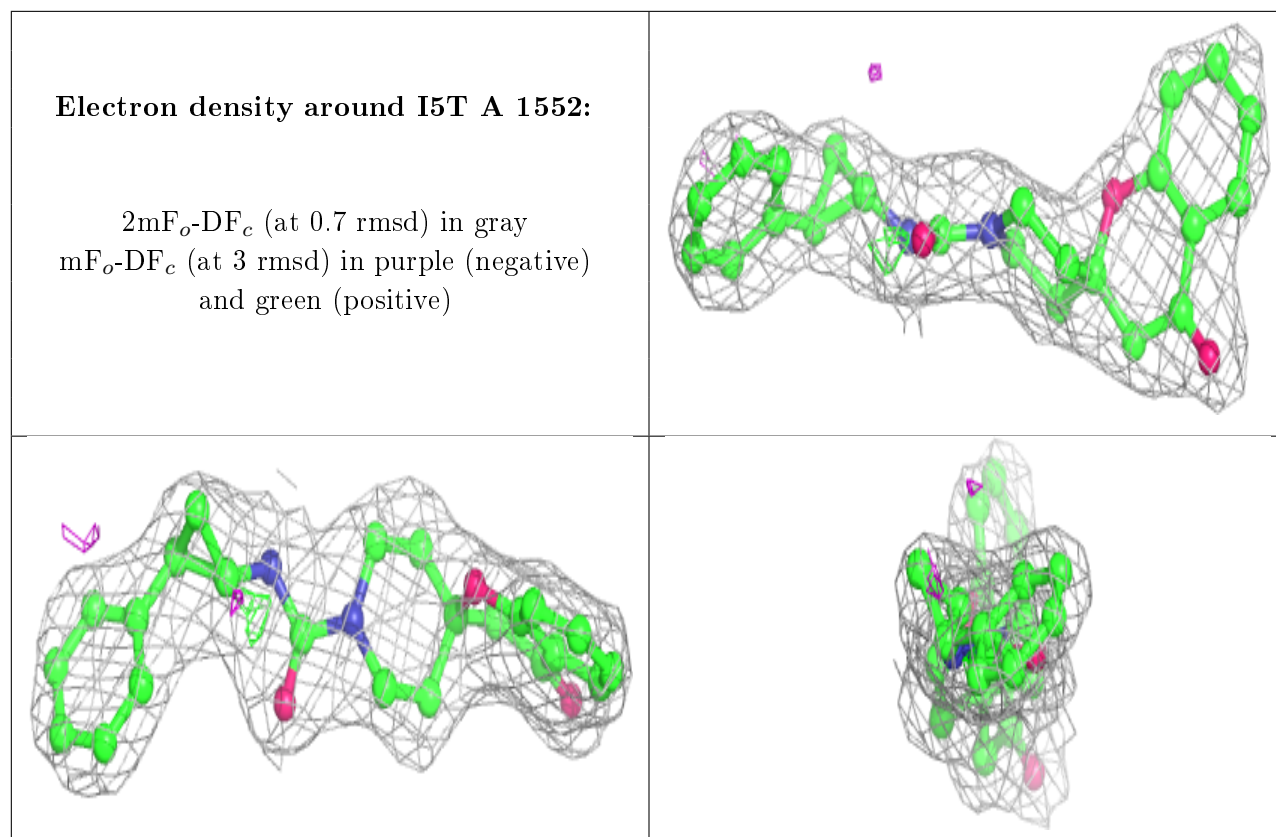 Electron density around I5T A 1552:
2mFo-DFc (at 0.7 rmsd) in gray
mFo-DFc (at 3 rmsd) in purple (negative)
and green (positive)